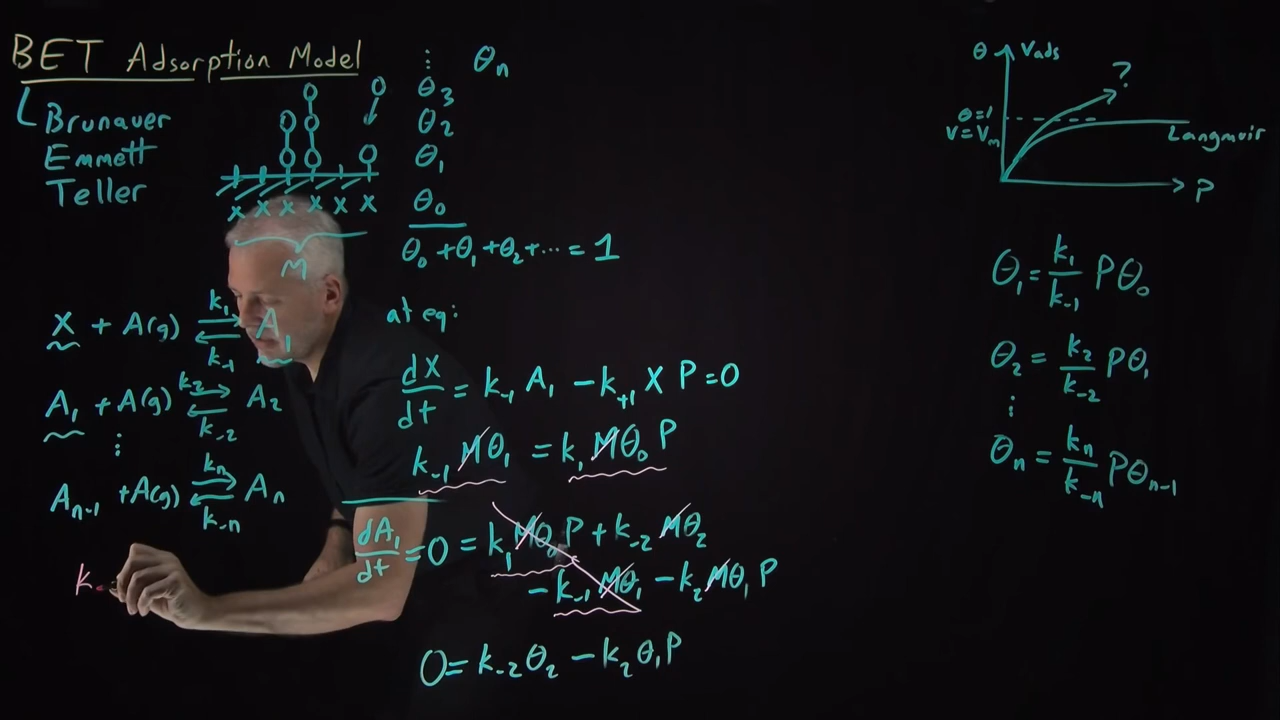 BET Adsorption Model
Brunauer
Emmett
Teller
X X X X X X
M
⋮ θn
θ3
θ2
θ1
θ0
θ0 + θ1 + θ2 + ⋯ = 1
X + A(g) ⇌ A1
k1
k-1
A1 + A(g) ⇌ A2
k2
k-2
⋮
An-1 + A(g) ⇌ An
kn
k-n
k-
at eq:
dX/dt = k-1 A1 - k+1 X P = 0
k-1 Mθ1 = k1 Mθ0 P
dA1/dt = 0 = k1 Mθ0 P + k-2 Mθ2
- k-1 Mθ1 - k2 Mθ1 P
0 = k-2 θ2 - k2 θ1 P
θ Vads
?
θ=1
V=Vm
Langmuir
P
θ1 = k1/k-1 Pθ0
θ2 = k2/k-2 Pθ1
⋮
θn = kn/k-n Pθn-1